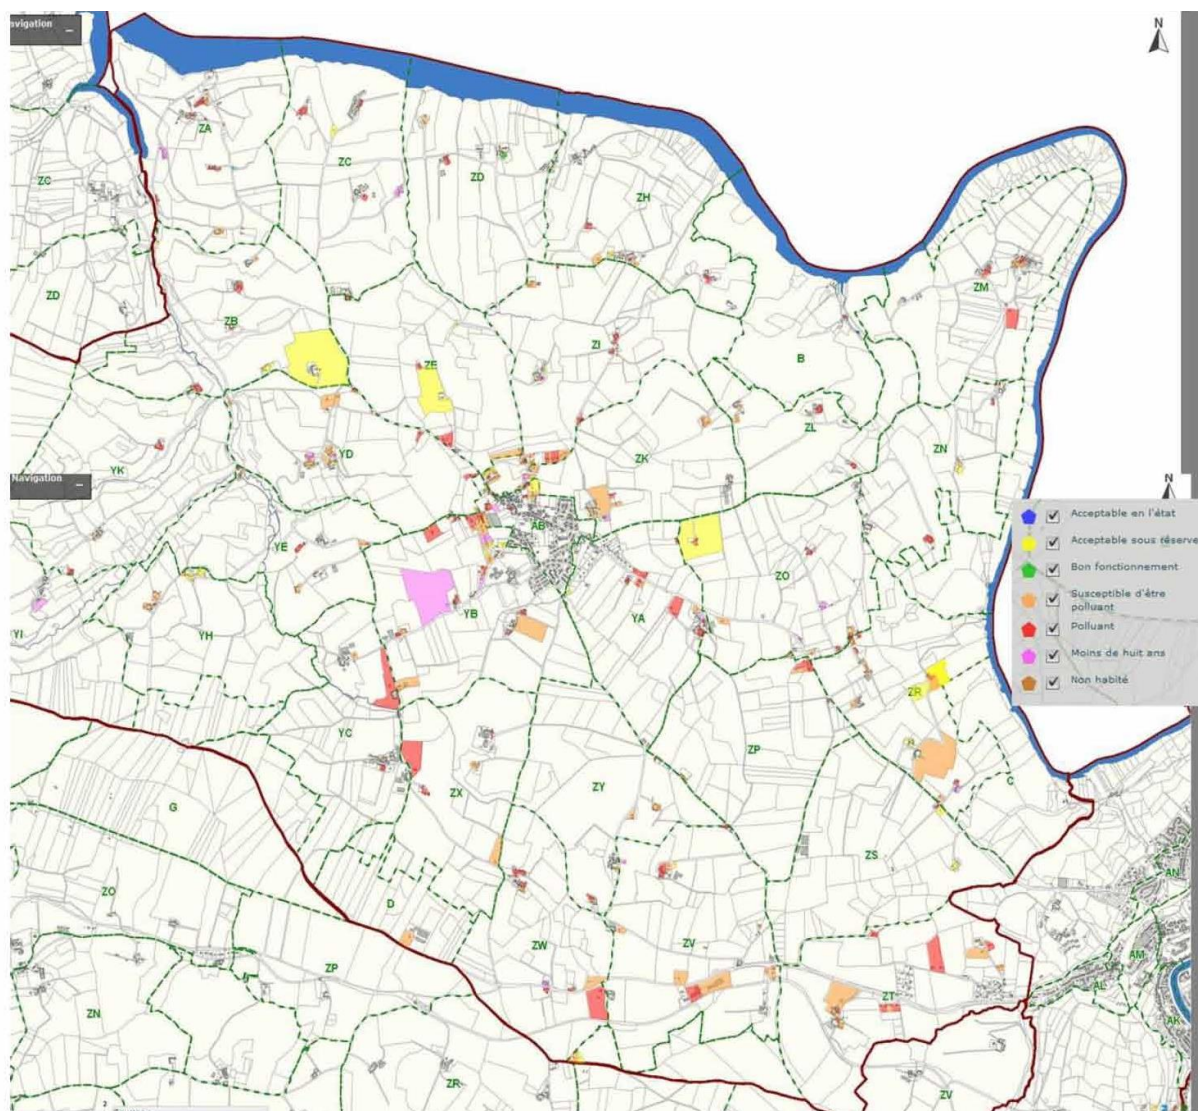 avigation
N
ZA
ZC
ZC
ZD
ZH
ZD
ZM
ZB
ZI
B
ZE
ZL
YD
ZK
ZN
YK
Navigation
N
AB
Acceptable en l'état
Acceptable sous réserve
YE
ZO
Bon fonctionnement
Susceptible d'être
polluant
YB
YA
Polluant
YI
YH
Moins de huit ans
Non habité
ZR
YC
ZP
ZX
ZY
C
G
ZS
ZO
AN
D
ZW
ZV
AM
ZP
ZT
AL
ZN
AK
ZR
ZV
2